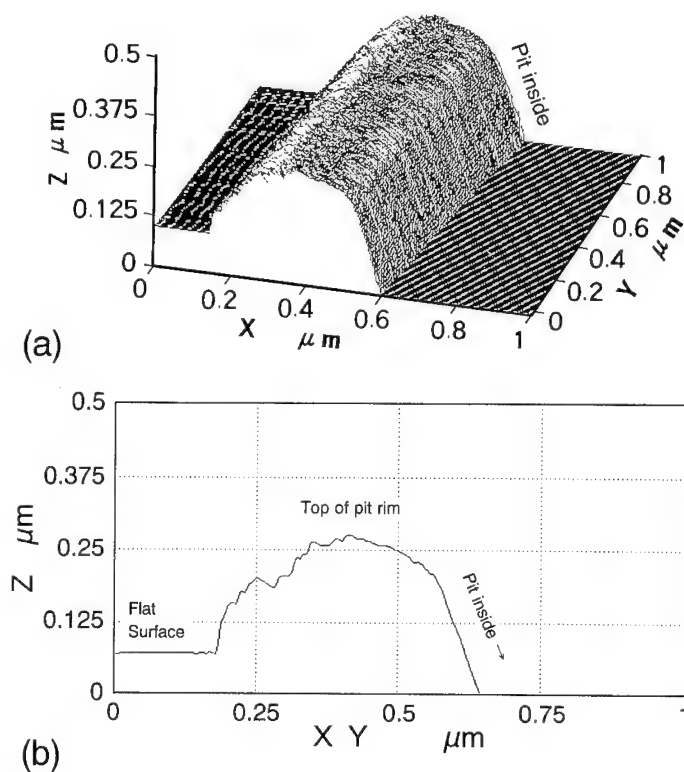 0.5
0.375
0.25
0.125
0
Z μm
0
0.2
0.4
0.6
0.8
1
X μm
0
0.2
0.4
0.6
0.8
1
Y μm
Pit inside
(a)
0.5
0.375
0.25
0.125
0
Z μm
Top of pit rim
Flat
Surface
Pit inside →
0
0.25
0.5
0.75
1
X Y μm
(b)